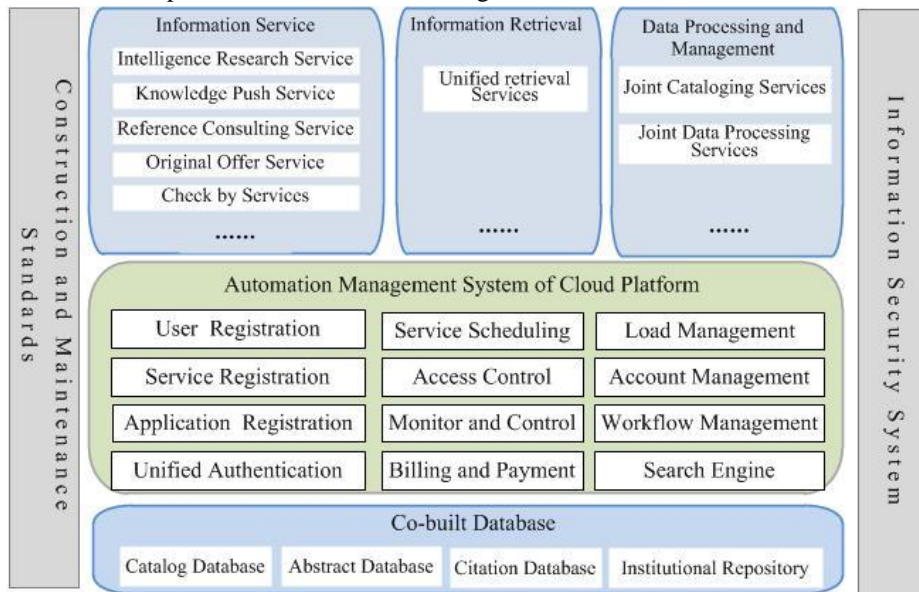 Information Service
Intelligence Research Service
Knowledge Push Service
Reference Consulting Service
Original Offer Service
Check by Services
......
Information Retrieval
Unified retrieval
Services
......
Data Processing and
Management
Joint Cataloging Services
Joint Data Processing
Services
......
Construction and Maintenance
Standards
Automation Management System of Cloud Platform
User Registration
Service Scheduling
Load Management
Service Registration
Access Control
Account Management
Application Registration
Monitor and Control
Workflow Management
Unified Authentication
Billing and Payment
Search Engine
Information Security System
Co-built Database
Catalog Database
Abstract Database
Citation Database
Institutional Repository